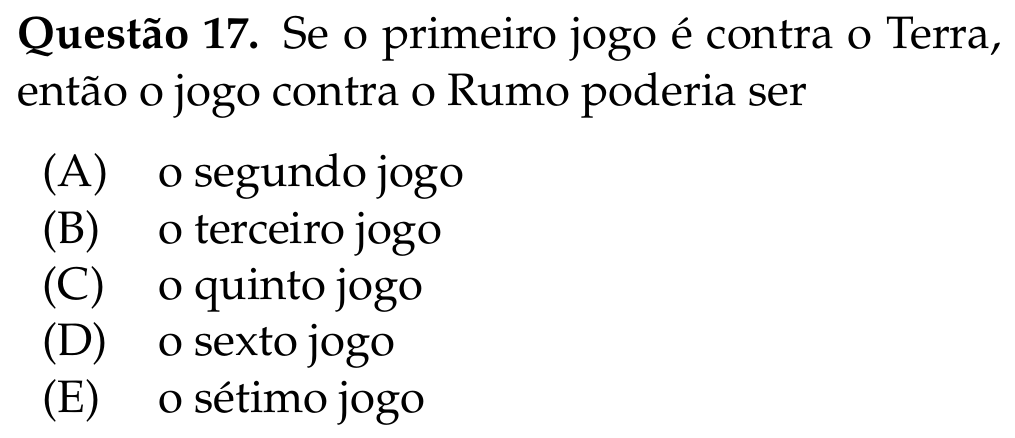 Questão 17. Se o primeiro jogo é contra o Terra,
então o jogo contra o Rumo poderia ser
(A) o segundo jogo
(B) o terceiro jogo
(C) o quinto jogo
(D) o sexto jogo
(E) o sétimo jogo